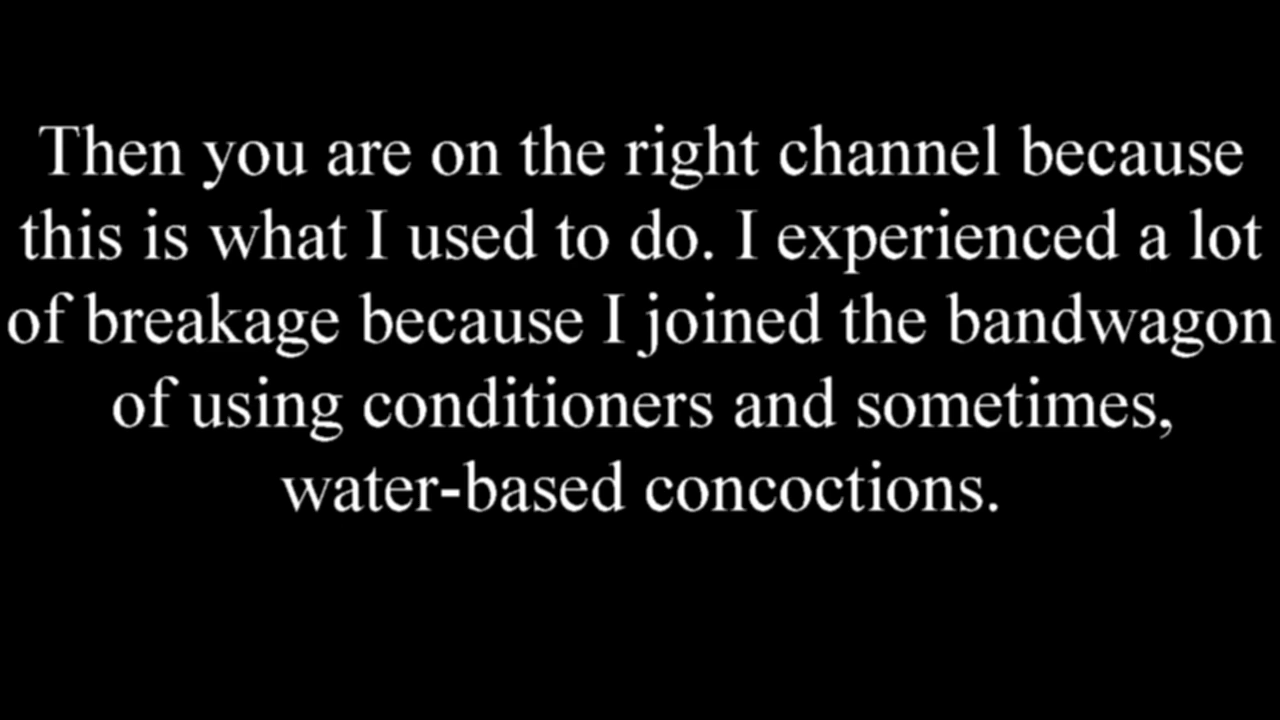 Then you are on the right channel because
this is what I used to do. I experienced a lot
of breakage because I joined the bandwagon
of using conditioners and sometimes,
water-based concoctions.